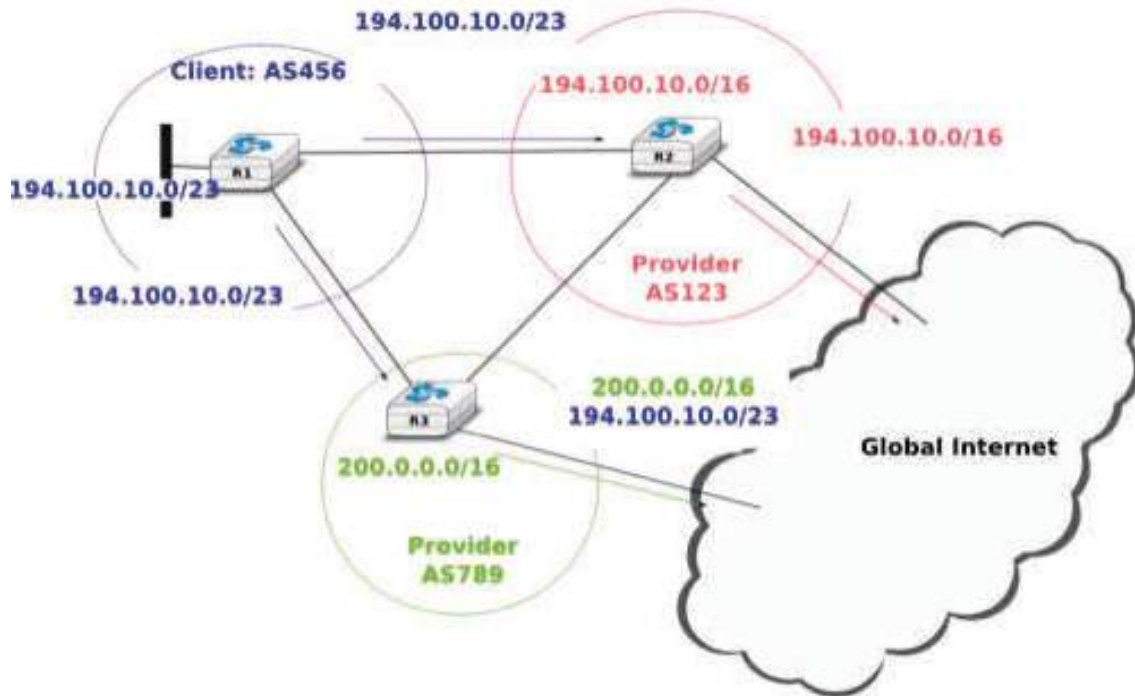 194.100.10.0/23
Client: AS456
194.100.10.0/16
194.100.10.0/16
R1
R2
194.100.10.0/23
Provider
AS123
194.100.10.0/23
200.0.0.0/16
194.100.10.0/23
R3
Global Internet
200.0.0.0/16
Provider
AS789